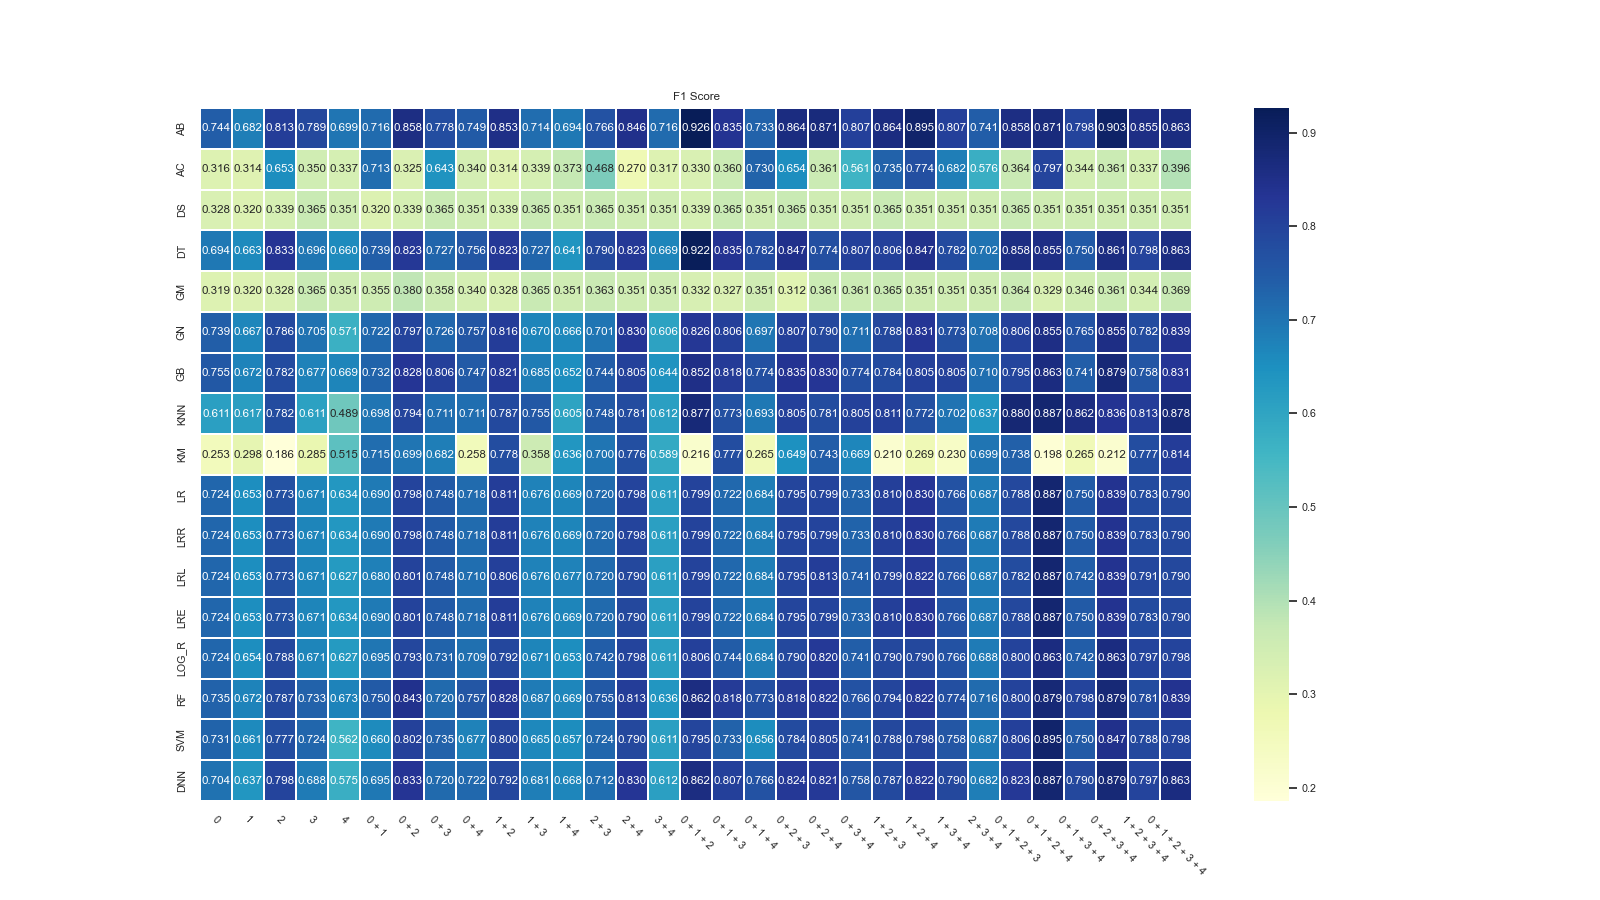 F1 Score
AB 0.744 0.682 0.813 0.789 0.699 0.716 0.858 0.778 0.749 0.853 0.714 0.694 0.766 0.846 0.716 0.926 0.835 0.733 0.864 0.871 0.807 0.864 0.895 0.807 0.741 0.858 0.871 0.798 0.903 0.855 0.863
AC 0.316 0.314 0.653 0.350 0.337 0.713 0.325 0.643 0.340 0.314 0.339 0.373 0.468 0.270 0.317 0.330 0.360 0.730 0.654 0.361 0.561 0.735 0.774 0.682 0.576 0.364 0.797 0.344 0.361 0.337 0.396
DS 0.328 0.320 0.339 0.365 0.351 0.320 0.339 0.365 0.351 0.339 0.365 0.351 0.365 0.351 0.351 0.339 0.365 0.351 0.365 0.351 0.351 0.365 0.351 0.351 0.351 0.365 0.351 0.351 0.351 0.351 0.351
DT 0.694 0.663 0.833 0.696 0.660 0.739 0.823 0.727 0.756 0.823 0.727 0.641 0.790 0.823 0.669 0.922 0.835 0.782 0.847 0.774 0.807 0.806 0.847 0.782 0.702 0.858 0.855 0.750 0.861 0.798 0.863
GM 0.319 0.320 0.328 0.365 0.351 0.355 0.380 0.358 0.340 0.328 0.365 0.351 0.363 0.351 0.351 0.332 0.327 0.351 0.312 0.361 0.361 0.365 0.351 0.351 0.351 0.364 0.329 0.346 0.361 0.344 0.369
GN 0.739 0.667 0.786 0.705 0.571 0.722 0.797 0.726 0.757 0.816 0.670 0.666 0.701 0.830 0.606 0.826 0.806 0.697 0.807 0.790 0.711 0.788 0.831 0.773 0.708 0.806 0.855 0.765 0.855 0.782 0.839
GB 0.755 0.672 0.782 0.677 0.669 0.732 0.828 0.806 0.747 0.821 0.685 0.652 0.744 0.805 0.644 0.852 0.818 0.774 0.835 0.830 0.774 0.784 0.805 0.805 0.710 0.795 0.863 0.741 0.879 0.758 0.831
KNN 0.611 0.617 0.782 0.611 0.489 0.698 0.794 0.711 0.711 0.787 0.755 0.605 0.748 0.781 0.612 0.877 0.773 0.693 0.805 0.781 0.805 0.811 0.772 0.702 0.637 0.880 0.887 0.862 0.836 0.813 0.878
KM 0.253 0.298 0.186 0.285 0.515 0.715 0.699 0.682 0.258 0.778 0.358 0.636 0.700 0.776 0.589 0.216 0.777 0.265 0.649 0.743 0.669 0.210 0.269 0.230 0.699 0.738 0.198 0.265 0.212 0.777 0.814
LR 0.724 0.653 0.773 0.671 0.634 0.690 0.798 0.748 0.718 0.811 0.676 0.669 0.720 0.798 0.611 0.799 0.722 0.684 0.795 0.799 0.733 0.810 0.830 0.766 0.687 0.788 0.887 0.750 0.839 0.783 0.790
LRR 0.724 0.653 0.773 0.671 0.634 0.690 0.798 0.748 0.718 0.811 0.676 0.669 0.720 0.798 0.611 0.799 0.722 0.684 0.795 0.799 0.733 0.810 0.830 0.766 0.687 0.788 0.887 0.750 0.839 0.783 0.790
LRL 0.724 0.653 0.773 0.671 0.627 0.680 0.801 0.748 0.710 0.806 0.676 0.677 0.720 0.790 0.611 0.799 0.722 0.684 0.795 0.813 0.741 0.799 0.822 0.766 0.687 0.782 0.887 0.742 0.839 0.791 0.790
LRE 0.724 0.653 0.773 0.671 0.634 0.690 0.801 0.748 0.718 0.811 0.676 0.669 0.720 0.790 0.611 0.799 0.722 0.684 0.795 0.799 0.733 0.810 0.830 0.766 0.687 0.788 0.887 0.750 0.839 0.783 0.790
LOG_R 0.724 0.654 0.788 0.671 0.627 0.695 0.793 0.731 0.709 0.792 0.671 0.653 0.742 0.798 0.611 0.806 0.744 0.684 0.790 0.820 0.741 0.790 0.790 0.766 0.688 0.800 0.863 0.742 0.863 0.797 0.798
RF 0.735 0.672 0.787 0.733 0.673 0.750 0.843 0.720 0.757 0.828 0.687 0.669 0.755 0.813 0.636 0.862 0.818 0.773 0.818 0.822 0.766 0.794 0.822 0.774 0.716 0.800 0.879 0.798 0.879 0.781 0.839
SVM 0.731 0.661 0.777 0.724 0.562 0.660 0.802 0.735 0.677 0.800 0.665 0.657 0.724 0.790 0.611 0.795 0.733 0.656 0.784 0.805 0.741 0.788 0.798 0.758 0.687 0.806 0.895 0.750 0.847 0.788 0.798
DNN 0.704 0.637 0.798 0.688 0.575 0.695 0.833 0.720 0.722 0.792 0.681 0.668 0.712 0.830 0.612 0.862 0.807 0.766 0.824 0.821 0.758 0.787 0.822 0.790 0.682 0.823 0.887 0.790 0.879 0.797 0.863
0 1 2 3 4 0 + 1 0 + 2 0 + 3 0 + 4 1 + 2 1 + 3 1 + 4 2 + 3 2 + 4 3 + 4 0 + 1 + 2 0 + 1 + 3 0 + 1 + 4 0 + 2 + 3 0 + 2 + 4 0 + 3 + 4 1 + 2 + 3 1 + 2 + 4 1 + 3 + 4 2 + 3 + 4 0 + 1 + 2 + 3 0 + 1 + 2 + 4 0 + 1 + 3 + 4 0 + 2 + 3 + 4 1 + 2 + 3 + 4 0 + 1 + 2 + 3 + 4
0.9
0.8
0.7
0.6
0.5
0.4
0.3
0.2